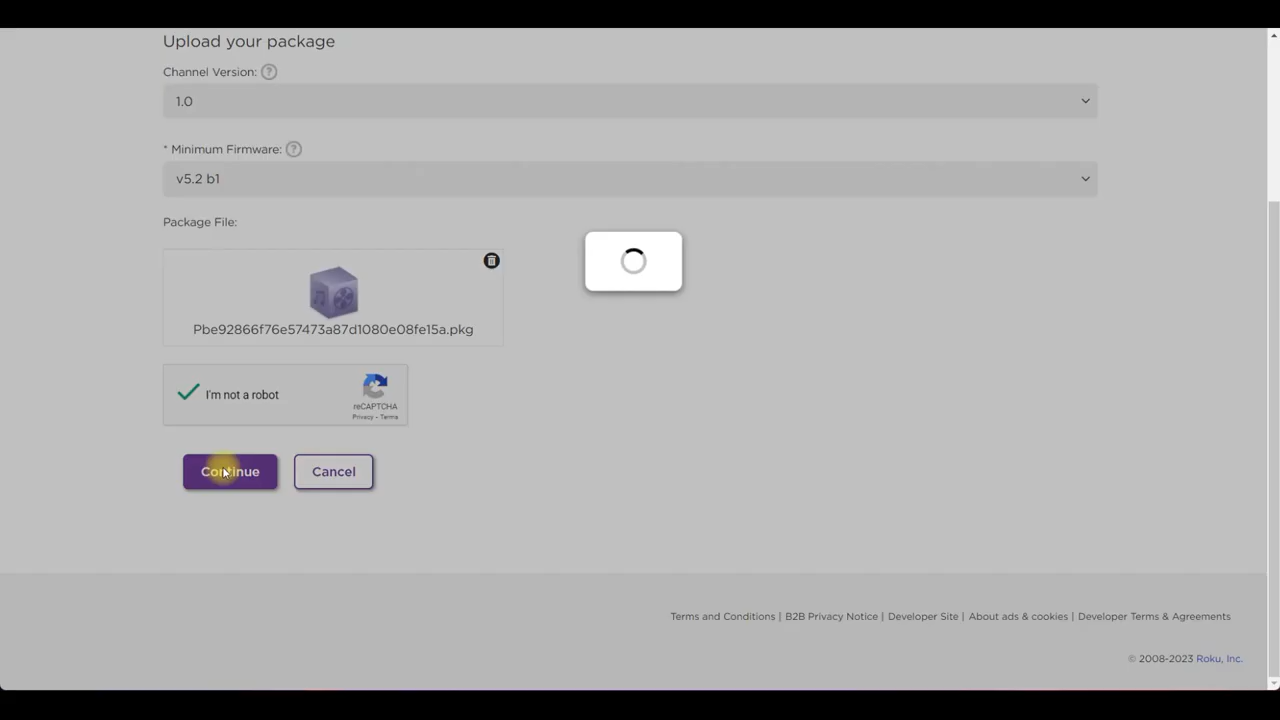 Upload your package
Channel Version: ?
1.0
* Minimum Firmware: ?
v5.2 b1
Package File:
Pbe92866f76e57473a87d1080e08fe15a.pkg
I'm not a robot
reCAPTCHA
Privacy - Terms
Continue
Cancel
Terms and Conditions | B2B Privacy Notice | Developer Site | About ads & cookies | Developer Terms & Agreements
© 2008-2023 Roku, Inc.